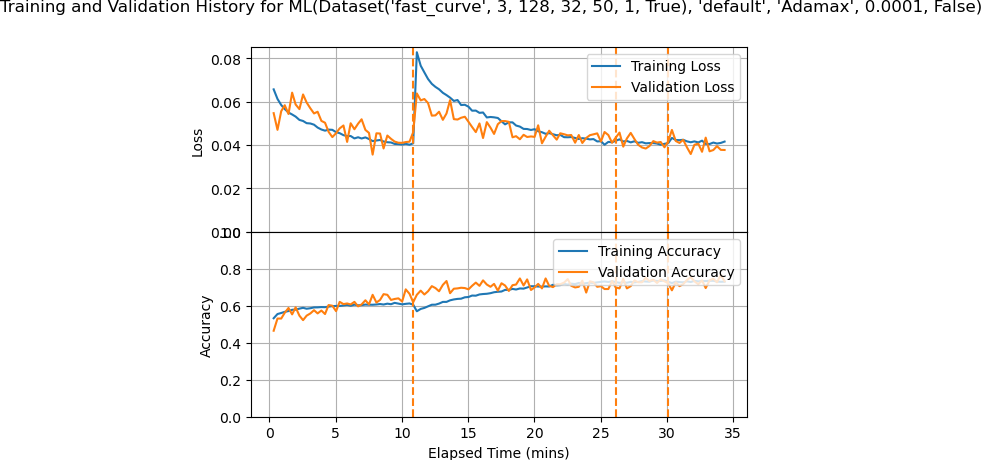 Training and Validation History for ML(Dataset('fast_curve', 3, 128, 32, 50, 1, True), 'default', 'Adamax', 0.0001, False)
0.08
0.06
0.04
0.02
0.00
Loss
Training Loss
Validation Loss
1.0
0.8
0.6
0.4
0.2
0.0
Accuracy
Training Accuracy
Validation Accuracy
0 5 10 15 20 25 30 35
Elapsed Time (mins)